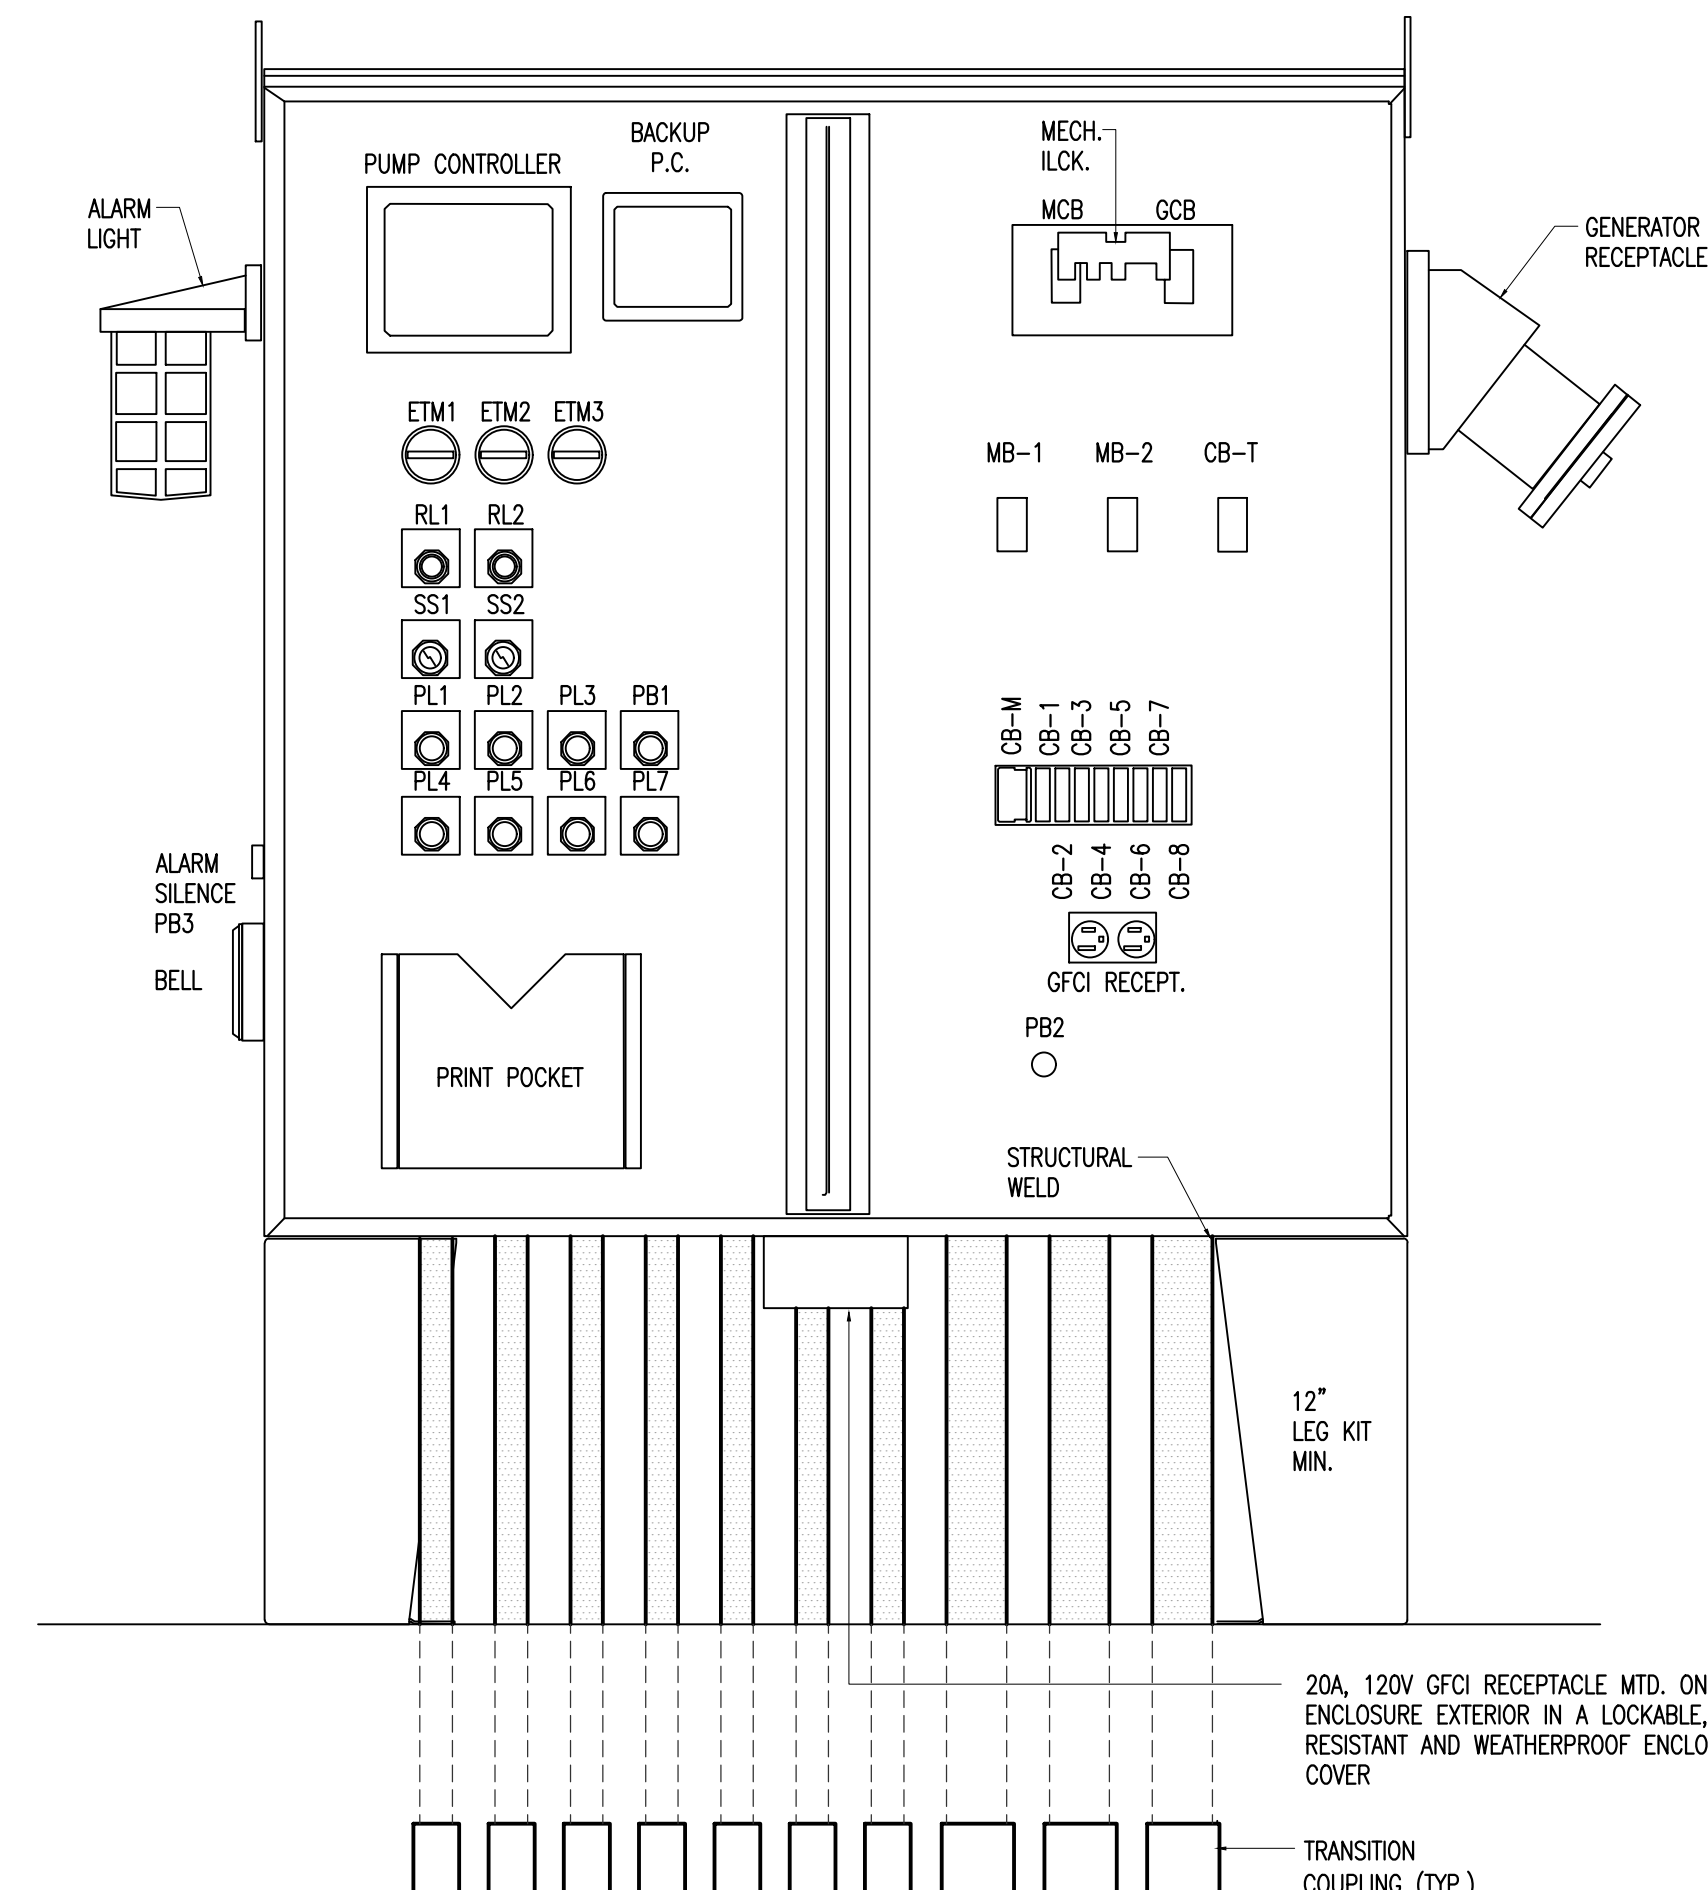 BACKUP
P.C.
PUMP CONTROLLER
MECH.
ILCK.
MCB GCB
ALARM
LIGHT
GENERATOR
RECEPTACLE
ETM1 ETM2 ETM3
MB-1 MB-2 CB-T
RL1 RL2
SS1 SS2
PL1 PL2 PL3 PB1
PL4 PL5 PL6 PL7
CB-M CB-1 CB-3 CB-5 CB-7
CB-2 CB-4 CB-6 CB-8
ALARM
SILENCE
PB3
BELL
GFCI RECEPT.
PB2
PRINT POCKET
STRUCTURAL
WELD
12"
LEG KIT
MIN.
20A, 120V GFCI RECEPTACLE MTD. ON
ENCLOSURE EXTERIOR IN A LOCKABLE,
RESISTANT AND WEATHERPROOF ENCLO
COVER
TRANSITION
COUPLING (TYP.)